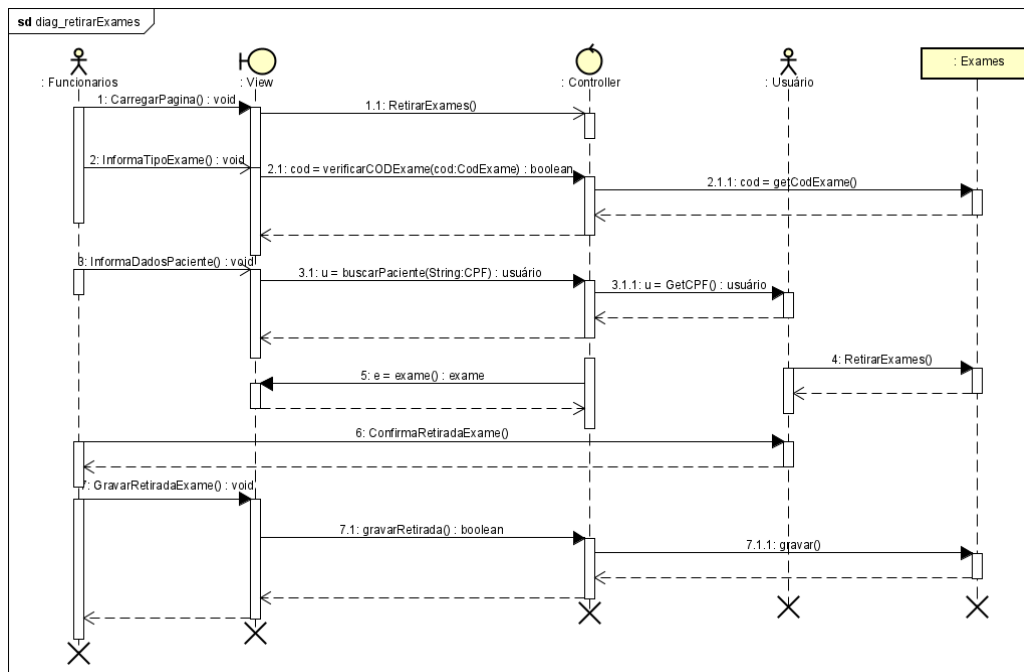 sd diag_retirarExames
: Funcionarios
: View
: Controller
: Usuário
: Exames
1: CarregarPagina() : void
1.1: RetirarExames()
2: InformaTipoExame() : void
2.1: cod = verificarCODExame(cod:CodExame) : boolean
2.1.1: cod = getCodExame()
3: InformaDadosPaciente() : void
3.1: u = buscarPaciente(String:CPF) : usuário
3.1.1: u = GetCPF() : usuário
4: RetirarExames()
5: e = exame() : exame
6: ConfirmaRetiradaExame()
7: GravarRetiradaExame() : void
7.1: gravarRetirada() : boolean
7.1.1: gravar()